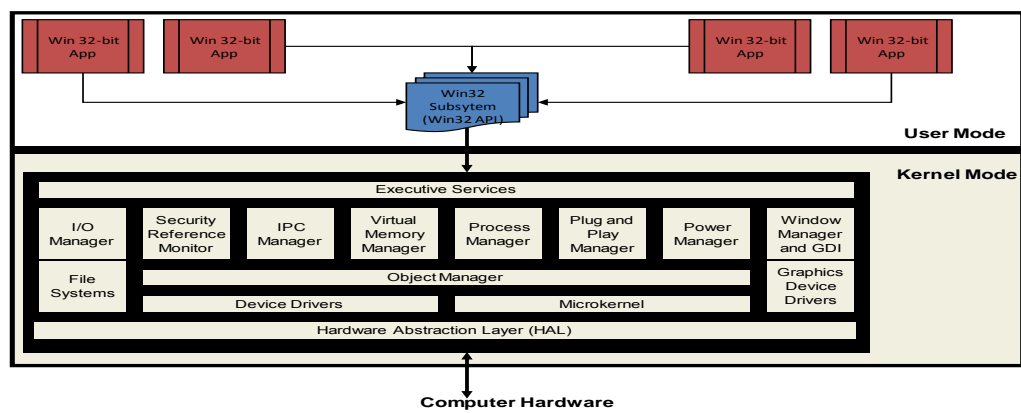 Win 32-bit
App
Win 32-bit
App
Win 32-bit
App
Win 32-bit
App
Win32
Subsytem
(Win32 API)
User Mode
Kernel Mode
Executive Services
I/O
Manager
Security
Reference
Monitor
IPC
Manager
Virtual
Memory
Manager
Process
Manager
Plug and
Play
Manager
Power
Manager
Window
Manager
and GDI
File
Systems
Object Manager
Graphics
Device
Drivers
Device Drivers
Microkernel
Hardware Abstraction Layer (HAL)
Computer Hardware